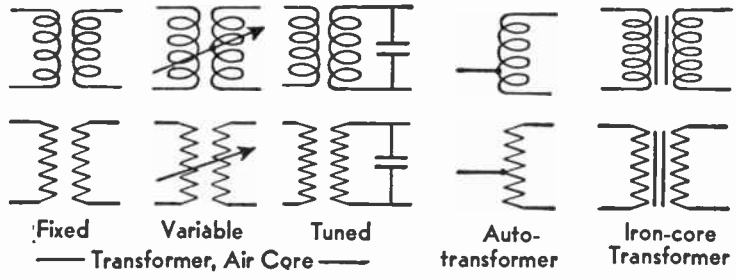 Fixed Variable Tuned Auto- Iron-core
Transformer, Air Core transformer Transformer